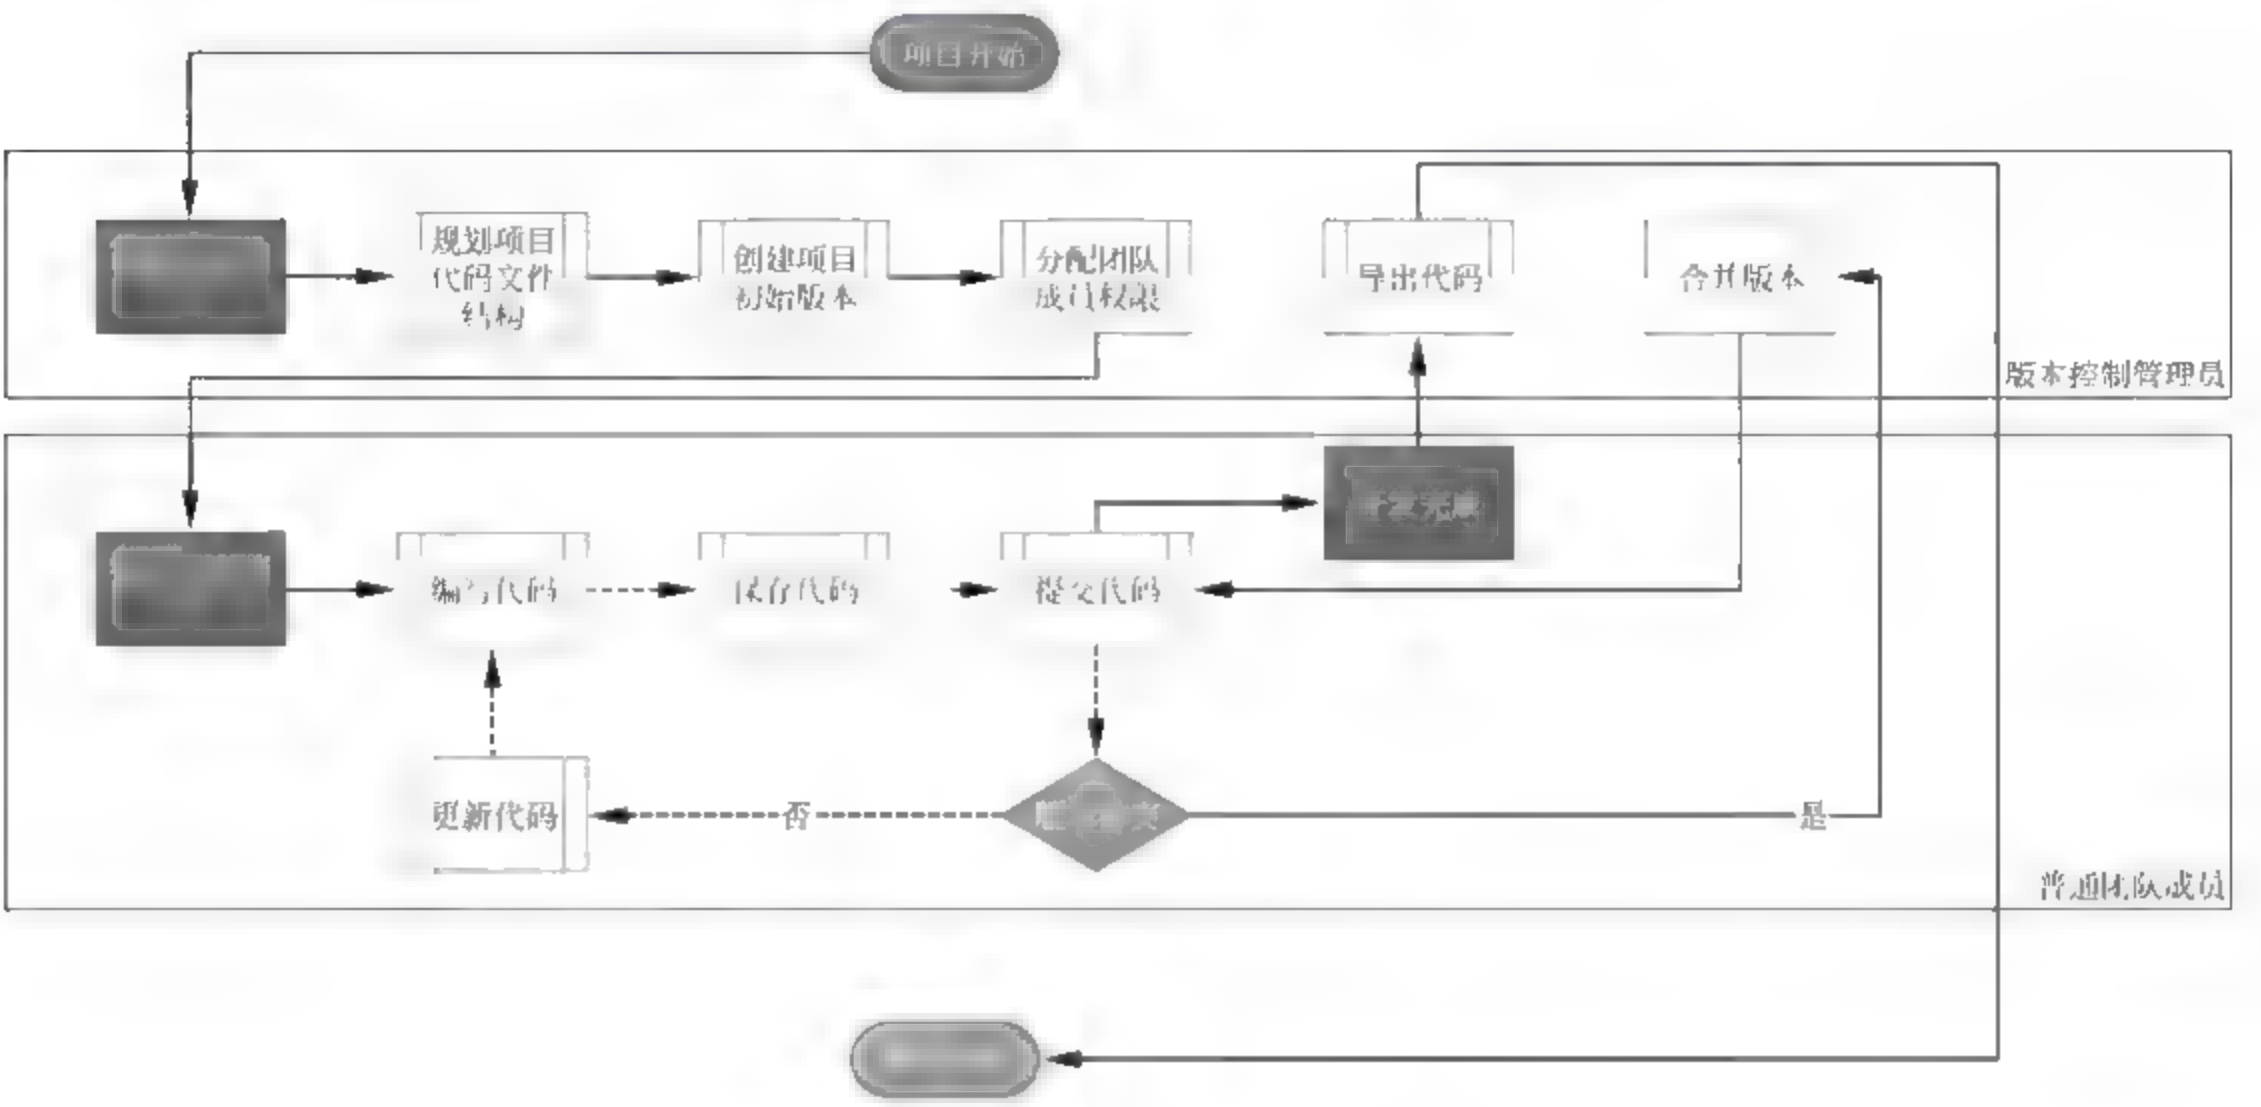 项目开始
规划项目
代码文件
结构
创建项目
初始版本
分配团队
成员权限
导出代码
合并版本
版本控制管理员
编写代码
保存代码
提交代码
更新代码
否
是
普通团队成员